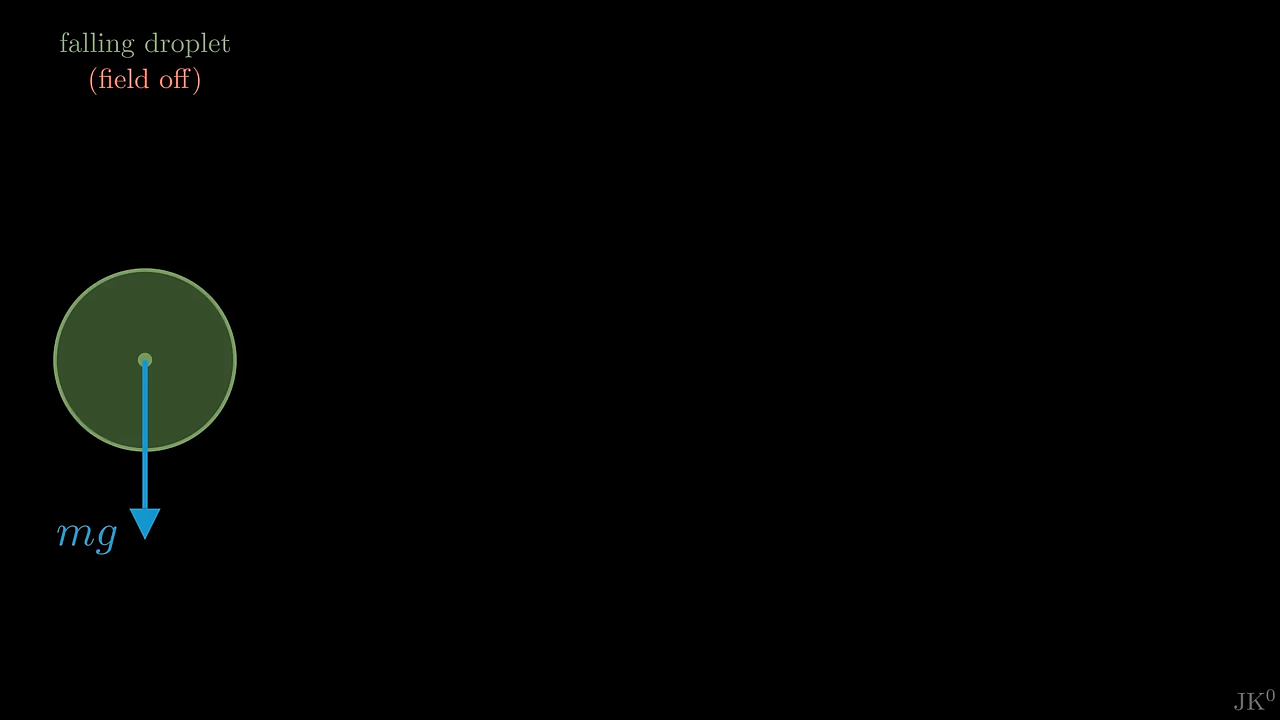 falling droplet
(field off)
mg
JK⁰